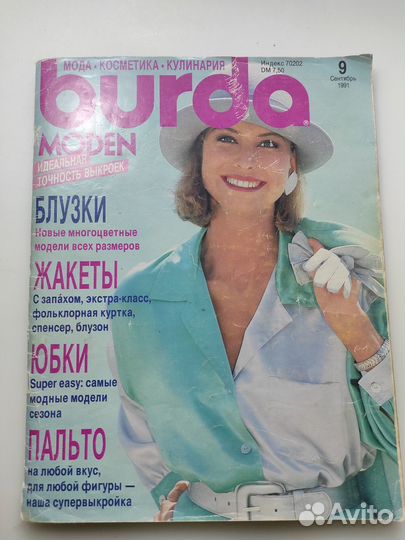 МОДА • КОСМЕТИКА • КУЛИНАРИЯ
Индекс 70202
DM 7,50
9
Сентябрь
1991
burda
MODEN
ИДЕАЛЬНАЯ
ТОЧНОСТЬ ВЫКРОЕК
БЛУЗКИ
Новые многоцветные
модели всех размеров
ЖАКЕТЫ
С запáхом, экстра-класс,
фольклорная куртка,
спенсер, блузон
ЮБКИ
Super easy: самые
модные модели
сезона
ПАЛЬТО
на любой вкус,
для любой фигуры —
наша супервыкройка
Avito